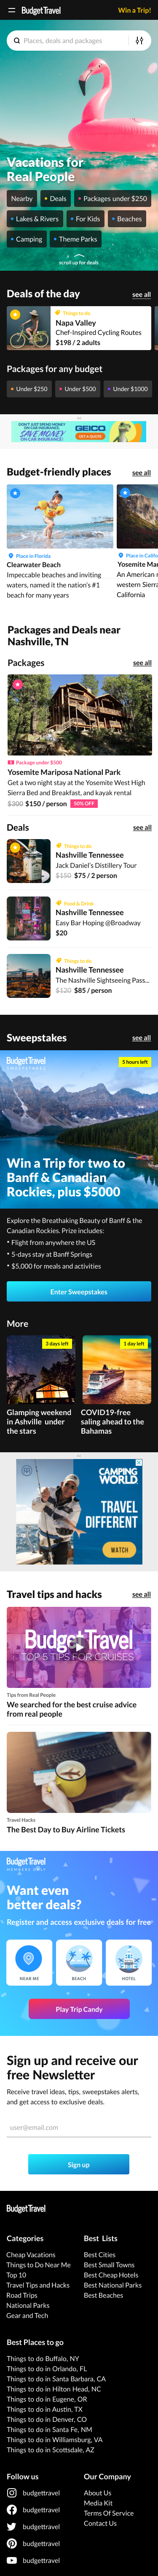 Budget Travel
Win a Trip!
Places, deals and packages
Vacations for
Real People
Nearby
Deals
Packages under $250
Lakes & Rivers
For Kids
Beaches
Camping
Theme Parks
scroll up for deals
Deals of the day
see all
Things to do
Napa Valley
Chef-Inspired Cycling Routes
$198 / 2 adults
Packages for any budget
Under $250
Under $500
Under $1000
GEICO
GET A QUOTE
Budget-friendly places
see all
Place in Florida
Clearwater Beach
Impeccable beaches and inviting
waters, named it the nation's #1
beach for many years
Place in Califo
Yosemite Ma
An American
western Sierra
California
Packages and Deals near
Nashville, TN
Packages
see all
Package under $500
Yosemite Mariposa National Park
Get a two night stay at the Yosemite West High
Sierra Bed and Breakfast, and kayak rental
$300 $150 / person 50% OFF
Deals
see all
Things to do
Nashville Tennessee
Jack Daniel's Distillery Tour
$150 $75 / 2 person
Food & Drink
Nashville Tennessee
Easy Bar Hoping @Broadway
$20
Things to do
Nashville Tennessee
The Nashville Sightseeing Pass...
$120 $85 / person
Sweepstakes
see all
Budget Travel
SWEEPSTAKES
5 hours left
Win a Trip for two to
Banff & Canadian
Rockies, plus $5000
Explore the Breathaking Beauty of Banff & the
Canadian Rockies. Prize includes:
• Flight from anywhere the US
• 5-days stay at Banff Springs
• $5,000 for meals and activities
Enter Sweepstakes
More
3 days left
Glamping weekend
in Ashville under
the stars
1 day left
COVID19-free
saling ahead to the
Bahamas
CAMPING
WORLD
TRAVEL
DIFFERENT
WATCH
Travel tips and hacks
see all
Budget Travel
TOP 5 TIPS FOR CRUISES
Tips from Real People
We searched for the best cruise advice
from real people
Travel Hacks
The Best Day to Buy Airline Tickets
Budget Travel
MEMBERS ONLY
Want even
better deals?
Register and access exclusive deals for free
NEAR ME
BEACH
HOTEL
Play Trip Candy
Sign up and receive our
free Newsletter
Receive travel ideas, tips, sweepstakes alerts,
and get access to exclusive deals.
user@email.com
Sign up
Budget Travel
Categories
Cheap Vacations
Things to Do Near Me
Top 10
Travel Tips and Hacks
Road Trips
National Parks
Gear and Tech
Best Lists
Best Cities
Best Small Towns
Best Cheap Hotels
Best National Parks
Best Beaches
Best Places to go
Things to do Buffalo, NY
Things to do in Orlando, FL
Things to do in Santa Barbara, CA
Things to do in Hilton Head, NC
Things to do in Eugene, OR
Things to do in Austin, TX
Things to do in Denver, CO
Things to do in Santa Fe, NM
Things to do in Williamsburg, VA
Things to do in Scottsdale, AZ
Follow us
budgettravel
budgettravel
budgettravel
budgettravel
budgettravel
Our Company
About Us
Media Kit
Terms Of Service
Contact Us